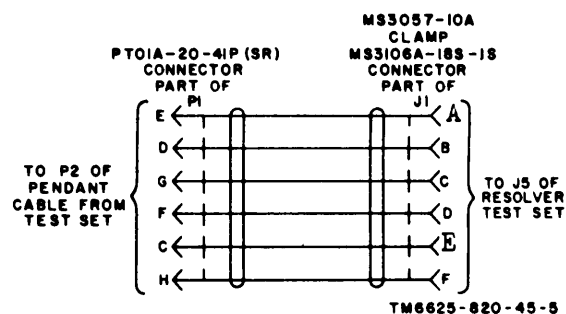 MS3057-10A
CLAMP
PT01A-20-41P (SR) MS3106A-18S-1S
CONNECTOR CONNECTOR
PART OF PART OF
P1 J1
E A
D B
TO P2 OF G C TO J5 OF
PENDANT RESOLVER
CABLE FROM F D TEST SET
TEST SET
C E
H F
TM6625-820-45-5